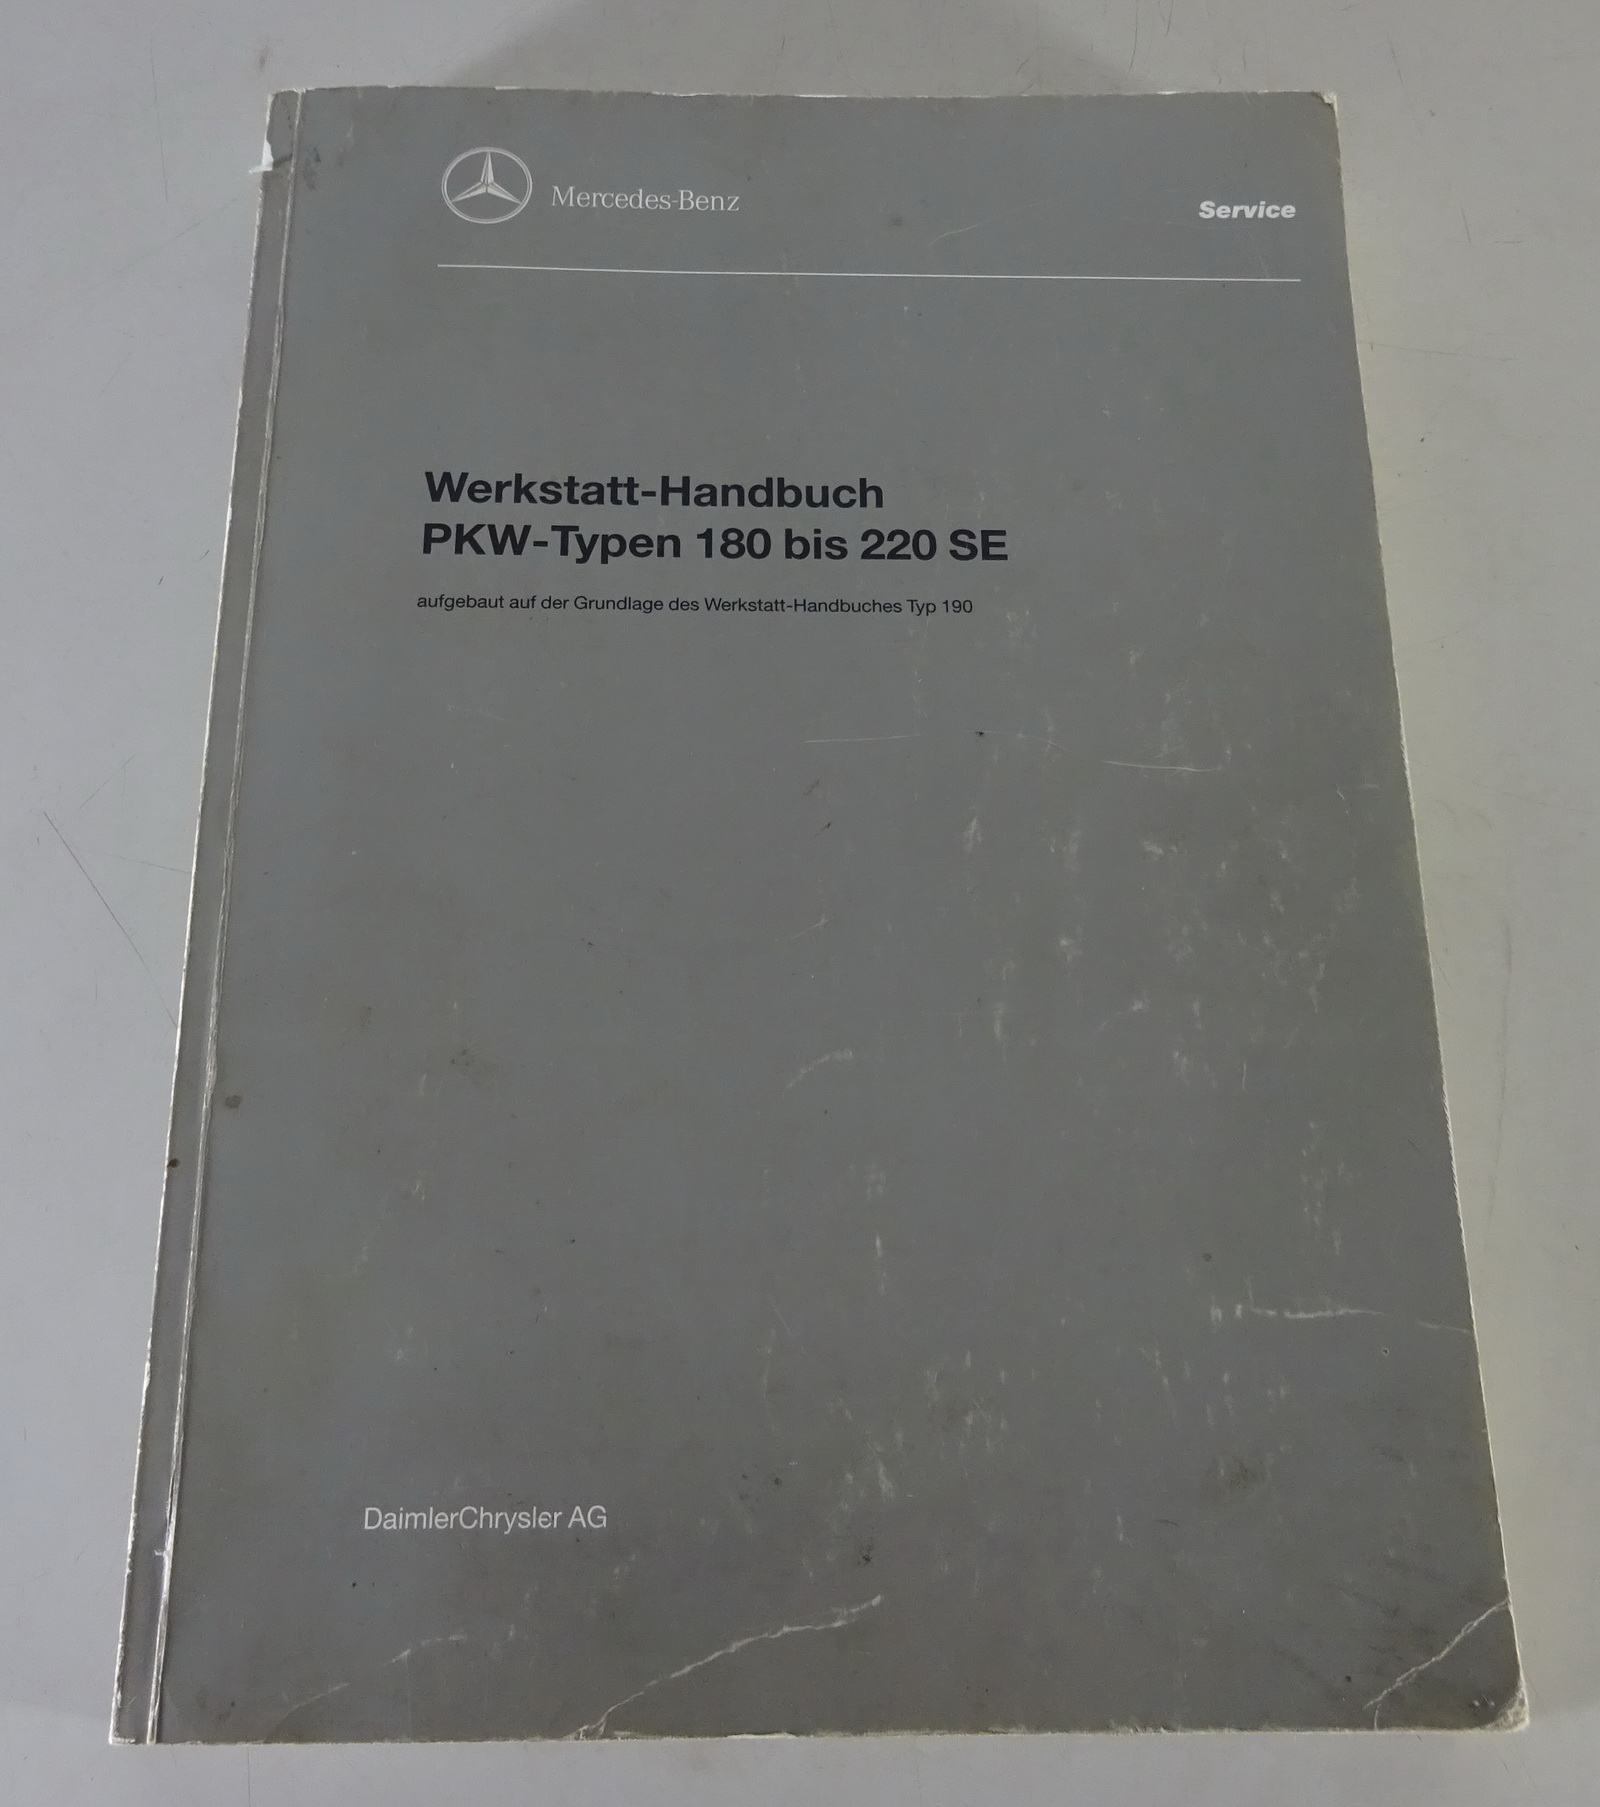 Mercedes-Benz
Service
Werkstatt-Handbuch
PKW-Typen 180 bis 220 SE
aufgebaut auf der Grundlage des Werkstatt-Handbuches Typ 190
DaimlerChrysler AG